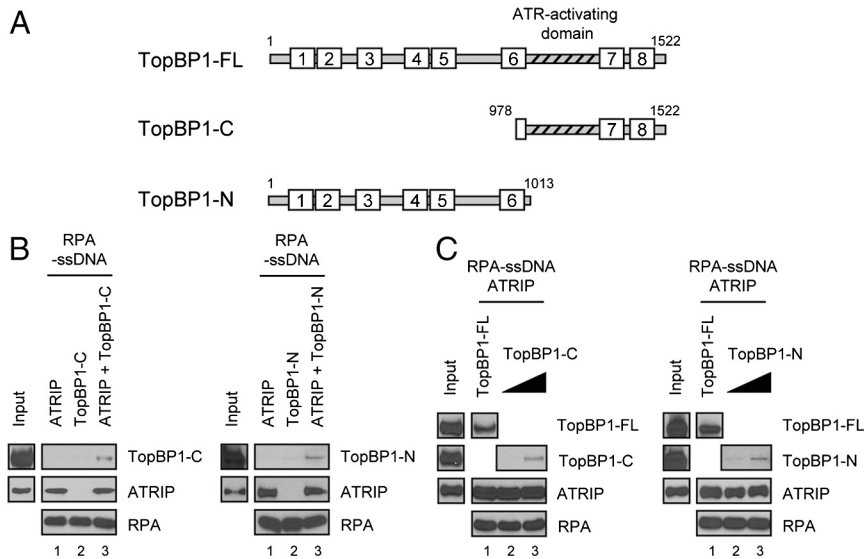 A
ATR-activating
domain
TopBP1-FL
1
1 2 3 4 5 6 7 8
1522
TopBP1-C
978
7 8
1522
TopBP1-N
1
1 2 3 4 5 6
1013
B
RPA
-ssDNA
Input
ATRIP
TopBP1-C
ATRIP + TopBP1-C
TopBP1-C
ATRIP
RPA
1 2 3
RPA
-ssDNA
Input
ATRIP
TopBP1-N
ATRIP + TopBP1-N
TopBP1-N
ATRIP
RPA
1 2 3
C
RPA-ssDNA
ATRIP
Input
TopBP1-FL
TopBP1-C
TopBP1-FL
TopBP1-C
ATRIP
RPA
1 2 3
RPA-ssDNA
ATRIP
Input
TopBP1-FL
TopBP1-N
TopBP1-FL
TopBP1-N
ATRIP
RPA
1 2 3